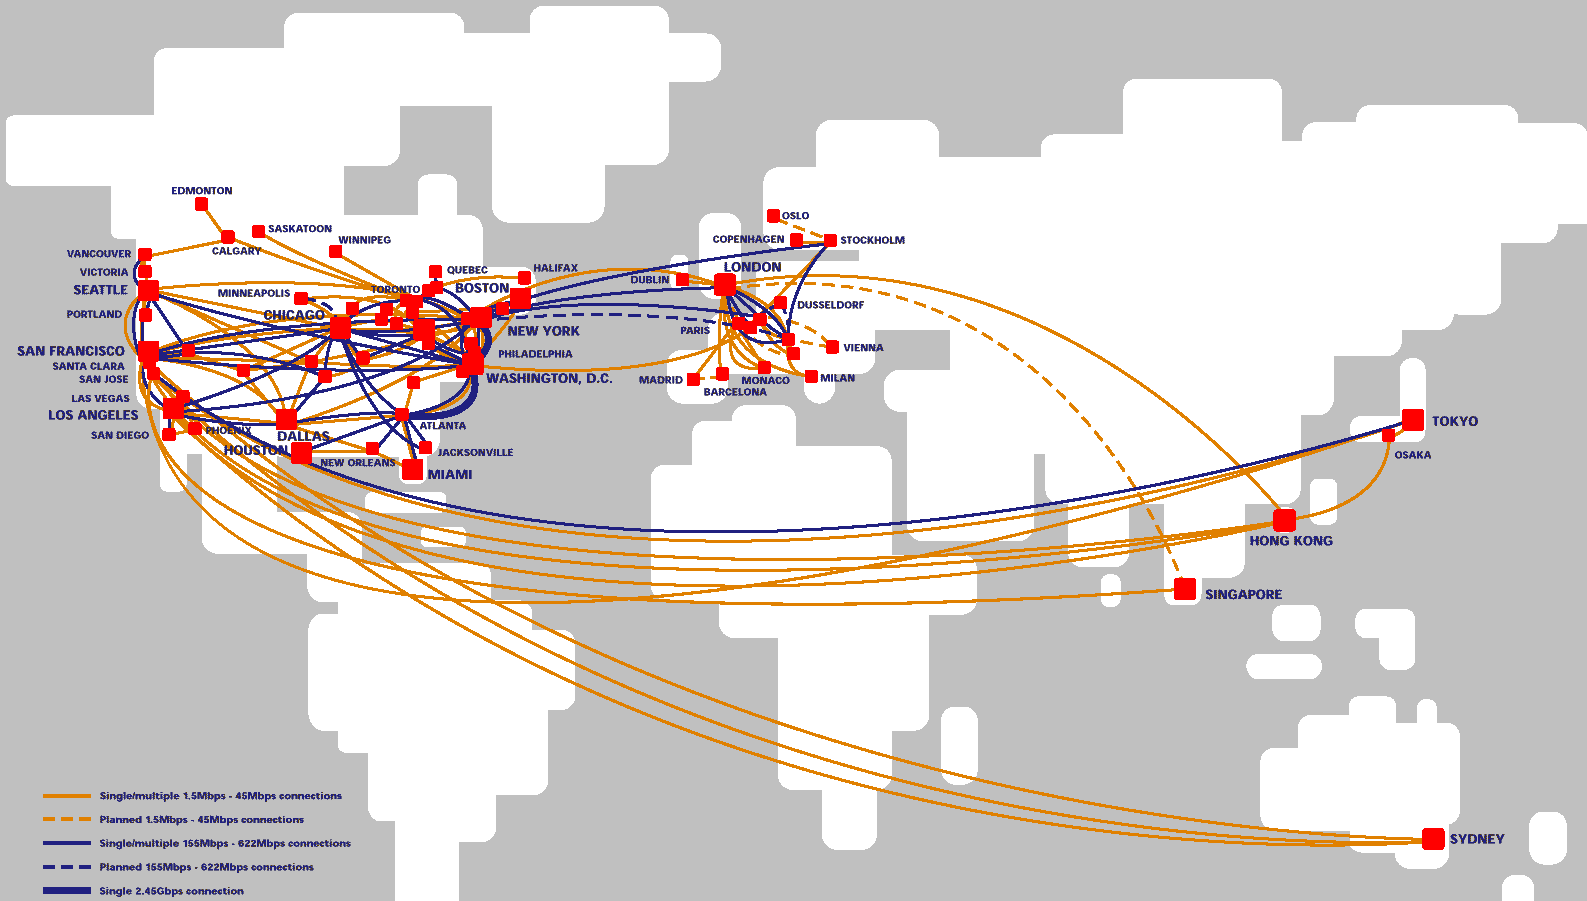 EDMONTON
SASKATOON
WINNIPEG
CALGARY
VANCOUVER
VICTORIA
SEATTLE
MINNEAPOLIS
TORONTO
QUEBEC
BOSTON
HALIFAX
PORTLAND
CHICAGO
NEW YORK
SAN FRANCISCO
SANTA CLARA
SAN JOSE
PHILADELPHIA
WASHINGTON, D.C.
LAS VEGAS
LOS ANGELES
SAN DIEGO
PHOENIX
DALLAS
HOUSTON
NEW ORLEANS
ATLANTA
JACKSONVILLE
MIAMI
OSLO
COPENHAGEN
STOCKHOLM
LONDON
DUBLIN
DUSSELDORF
PARIS
VIENNA
MADRID
MONACO
MILAN
BARCELONA
TOKYO
OSAKA
HONG KONG
SINGAPORE
SYDNEY
Single/multiple 1.5Mbps - 45Mbps connections
Planned 1.5Mbps - 45Mbps connections
Single/multiple 155Mbps - 622Mbps connections
Planned 155Mbps - 622Mbps connections
Single 2.45Gbps connection